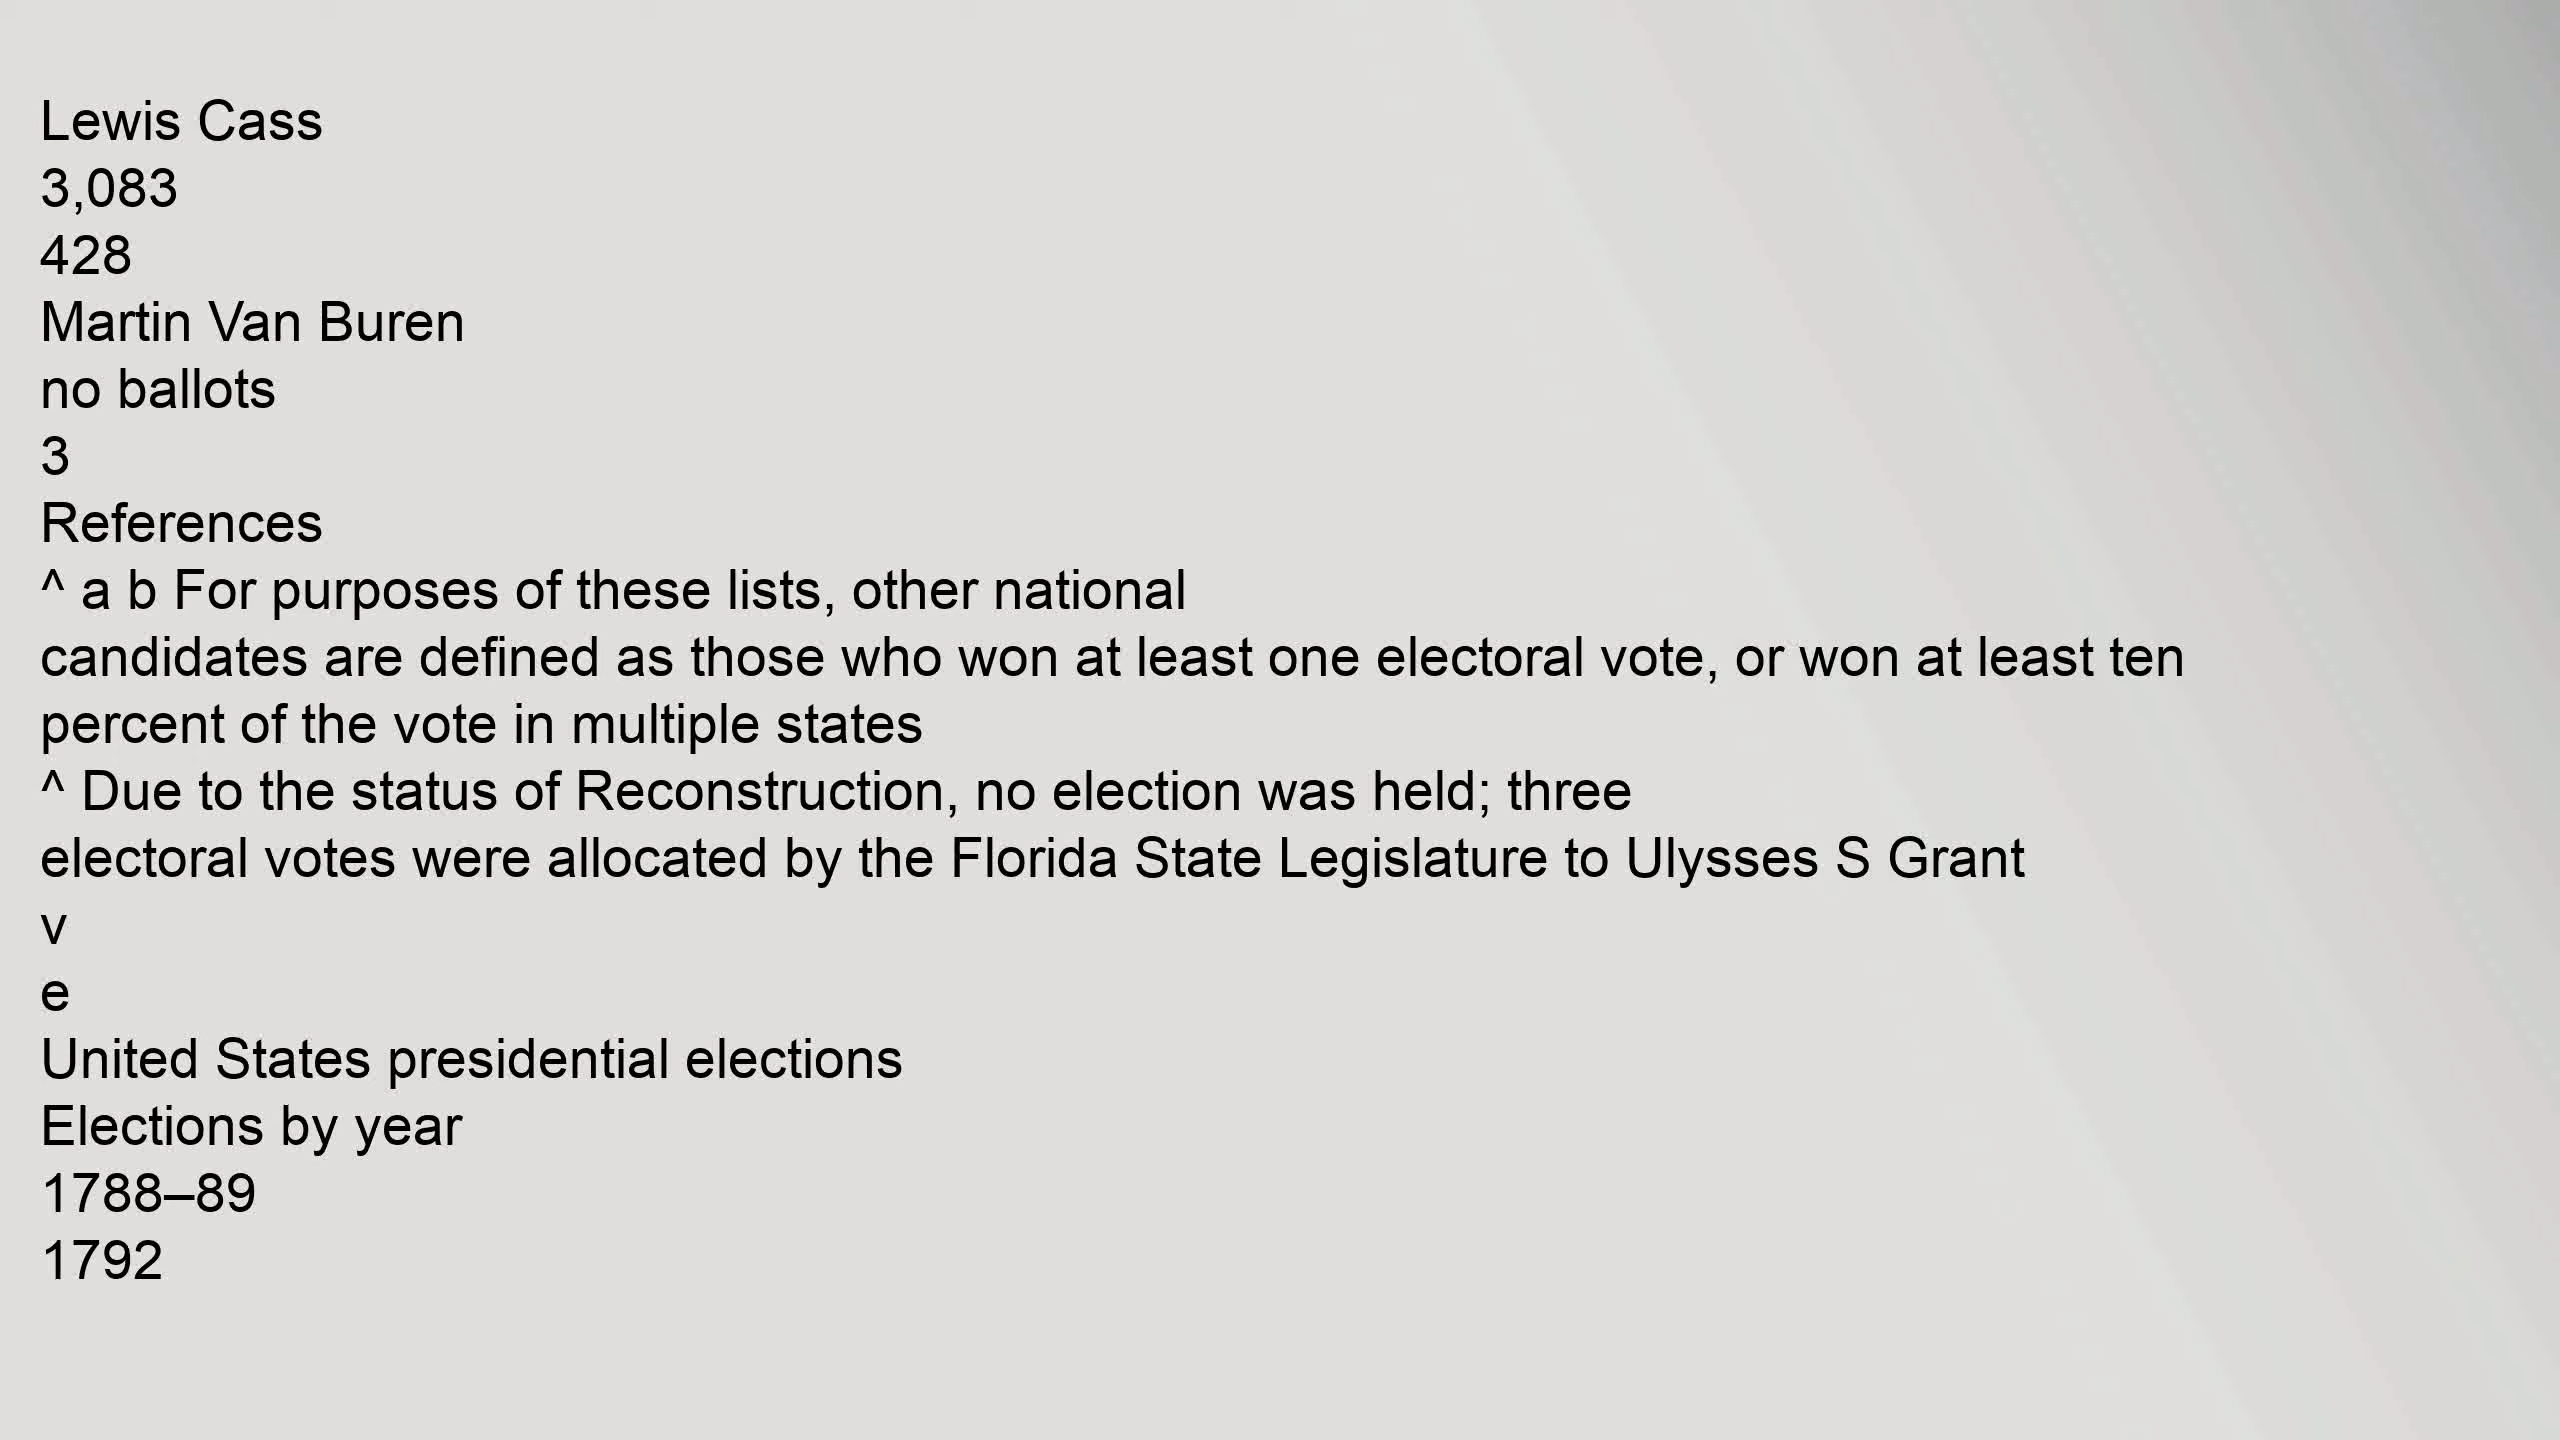 Lewis Cass
3,083
428
Martin Van Buren
no ballots
3
References
^ a b For purposes of these lists, other national
candidates are defined as those who won at least one electoral vote, or won at least ten
percent of the vote in multiple states
^ Due to the status of Reconstruction, no election was held; three
electoral votes were allocated by the Florida State Legislature to Ulysses S Grant
v
e
United States presidential elections
Elections by year
1788–89
1792